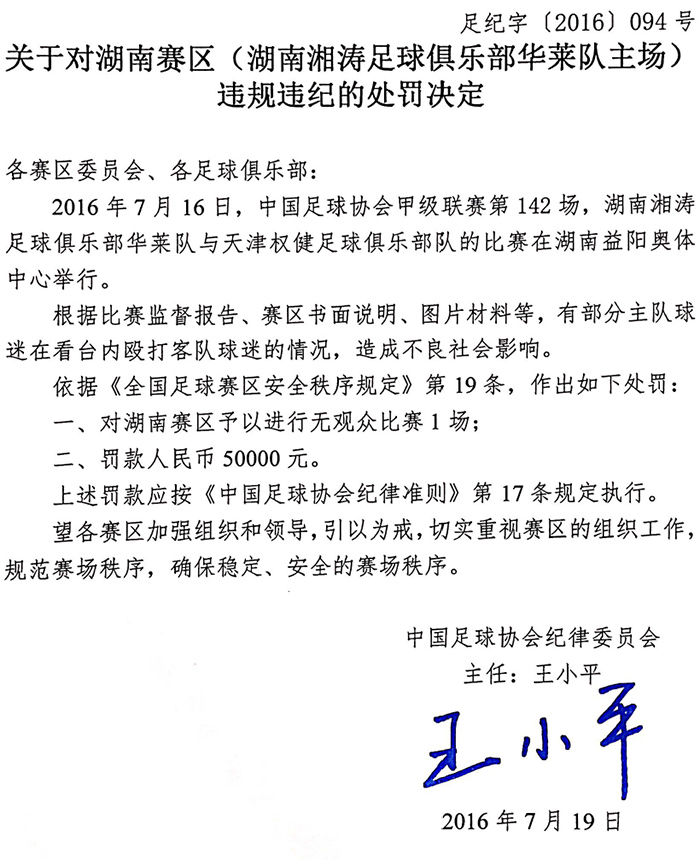 足纪字〔2016〕094 号
关于对湖南赛区（湖南湘涛足球俱乐部华莱队主场）
违规违纪的处罚决定
各赛区委员会、各足球俱乐部：
2016 年 7 月 16 日，中国足球协会甲级联赛第 142 场，湖南湘涛
足球俱乐部华莱队与天津权健足球俱乐部队的比赛在湖南益阳奥体
中心举行。
根据比赛监督报告、赛区书面说明、图片材料等，有部分主队球
迷在看台内殴打客队球迷的情况，造成不良社会影响。
依据《全国足球赛区安全秩序规定》第 19 条，作出如下处罚：
一、对湖南赛区予以进行无观众比赛 1 场；
二、罚款人民币 50000 元。
上述罚款应按《中国足球协会纪律准则》第 17 条规定执行。
望各赛区加强组织和领导，引以为戒，切实重视赛区的组织工作，
规范赛场秩序，确保稳定、安全的赛场秩序。
中国足球协会纪律委员会
主任：王小平
王小平
2016 年 7 月 19 日